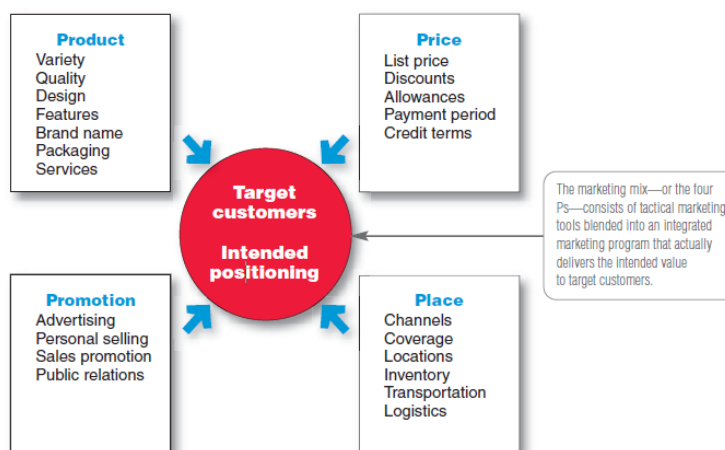 Product
Variety
Quality
Design
Features
Brand name
Packaging
Services
Price
List price
Discounts
Allowances
Payment period
Credit terms
Target
customers
Intended
positioning
The marketing mix—or the four
Ps—consists of tactical marketing
tools blended into an integrated
marketing program that actually
delivers the intended value
to target customers.
Promotion
Advertising
Personal selling
Sales promotion
Public relations
Place
Channels
Coverage
Locations
Inventory
Transportation
Logistics